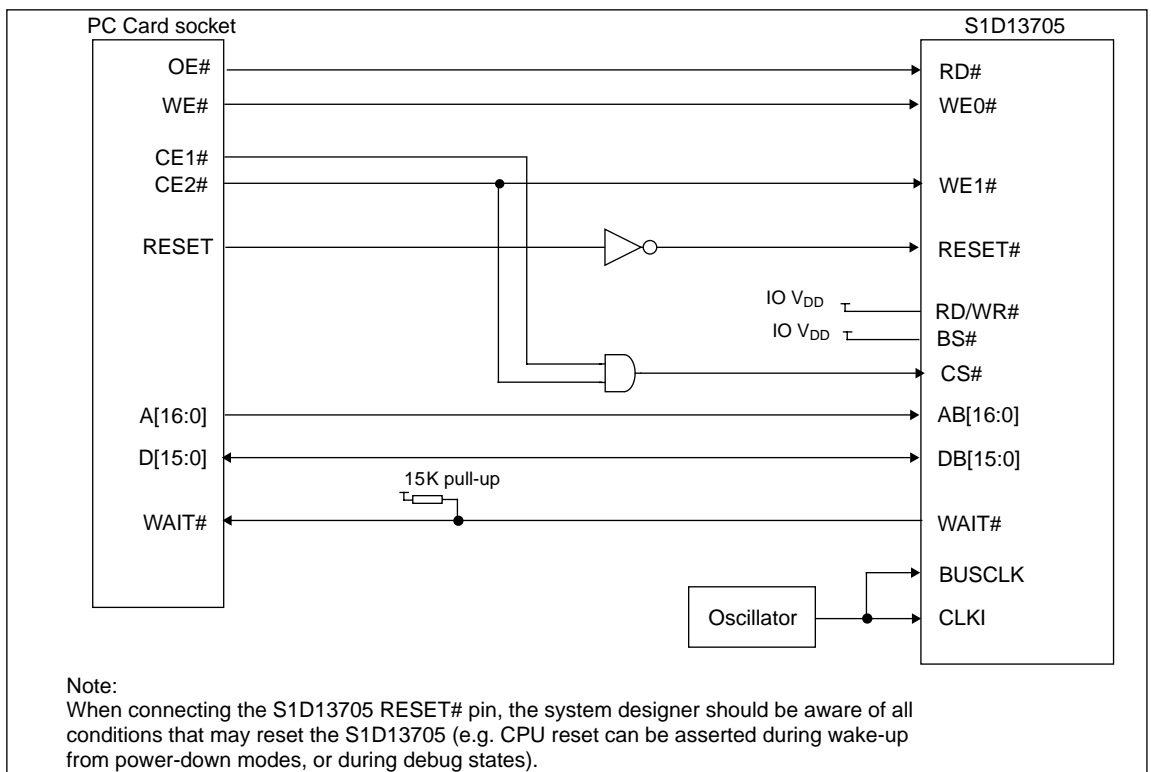 PC Card socket
S1D13705
OE#
RD#
WE#
WE0#
CE1#
CE2#
WE1#
RESET
RESET#
IO VDD
RD/WR#
IO VDD
BS#
CS#
A[16:0]
AB[16:0]
D[15:0]
DB[15:0]
15K pull-up
WAIT#
WAIT#
BUSCLK
Oscillator
CLKI
Note:
When connecting the S1D13705 RESET# pin, the system designer should be aware of all
conditions that may reset the S1D13705 (e.g. CPU reset can be asserted during wake-up
from power-down modes, or during debug states).